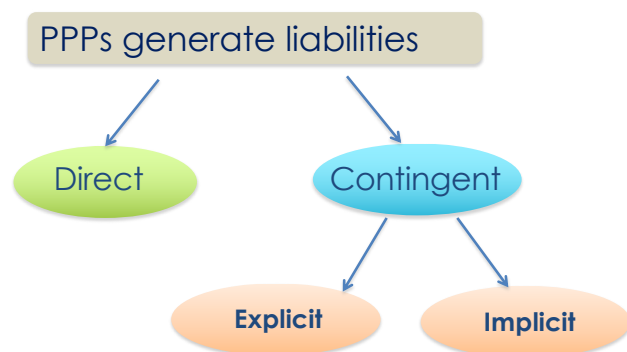 PPPs generate liabilities
Direct
Contingent
Explicit
Implicit